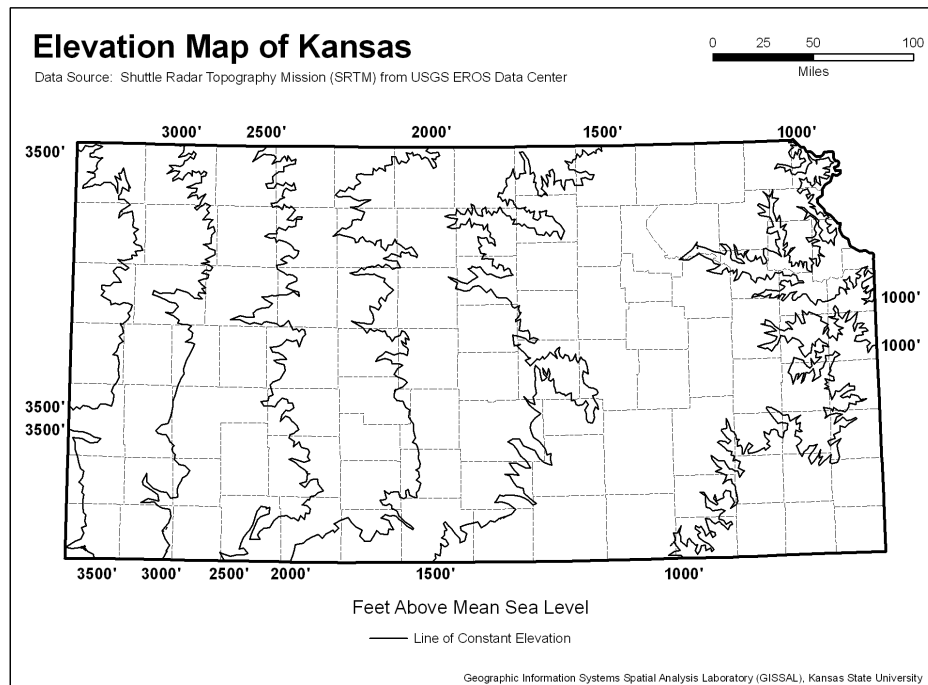 Elevation Map of Kansas
Data Source: Shuttle Radar Topography Mission (SRTM) from USGS EROS Data Center
0 25 50 100
Miles
3000' 2500' 2000' 1500' 1000'
3500'
1000'
1000'
3500'
3500'
3500' 3000' 2500' 2000' 1500' 1000'
Feet Above Mean Sea Level
Line of Constant Elevation
Geographic Information Systems Spatial Analysis Laboratory (GISSAL), Kansas State University